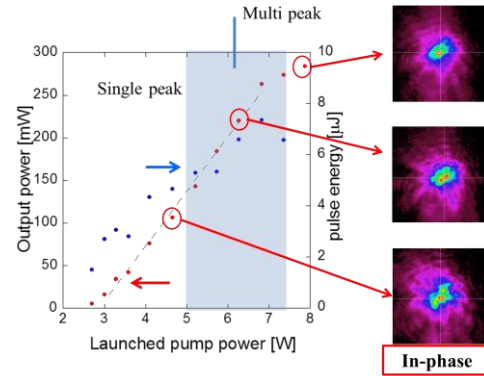 Multi peak
Single peak
300
250
200
150
100
50
0
Output power [mW]
10
8
6
4
2
0
pulse energy [µJ]
2 3 4 5 6 7 8
Launched pump power [W]
In-phase